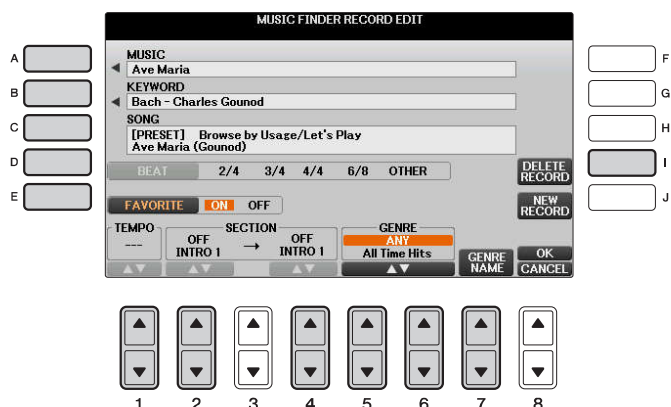 MUSIC FINDER RECORD EDIT
A
MUSIC
Ave Maria
F
B
KEYWORD
Bach - Charles Gounod
G
C
SONG
[PRESET] Browse by Usage/Let's Play
Ave Maria (Gounod)
H
D
BEAT 2/4 3/4 4/4 6/8 OTHER
DELETE
RECORD
I
E
FAVORITE ON OFF
NEW
RECORD
J
TEMPO SECTION GENRE
--- OFF → OFF ANY
INTRO 1 INTRO 1 All Time Hits
GENRE
NAME
OK
CANCEL
1 2 3 4 5 6 7 8